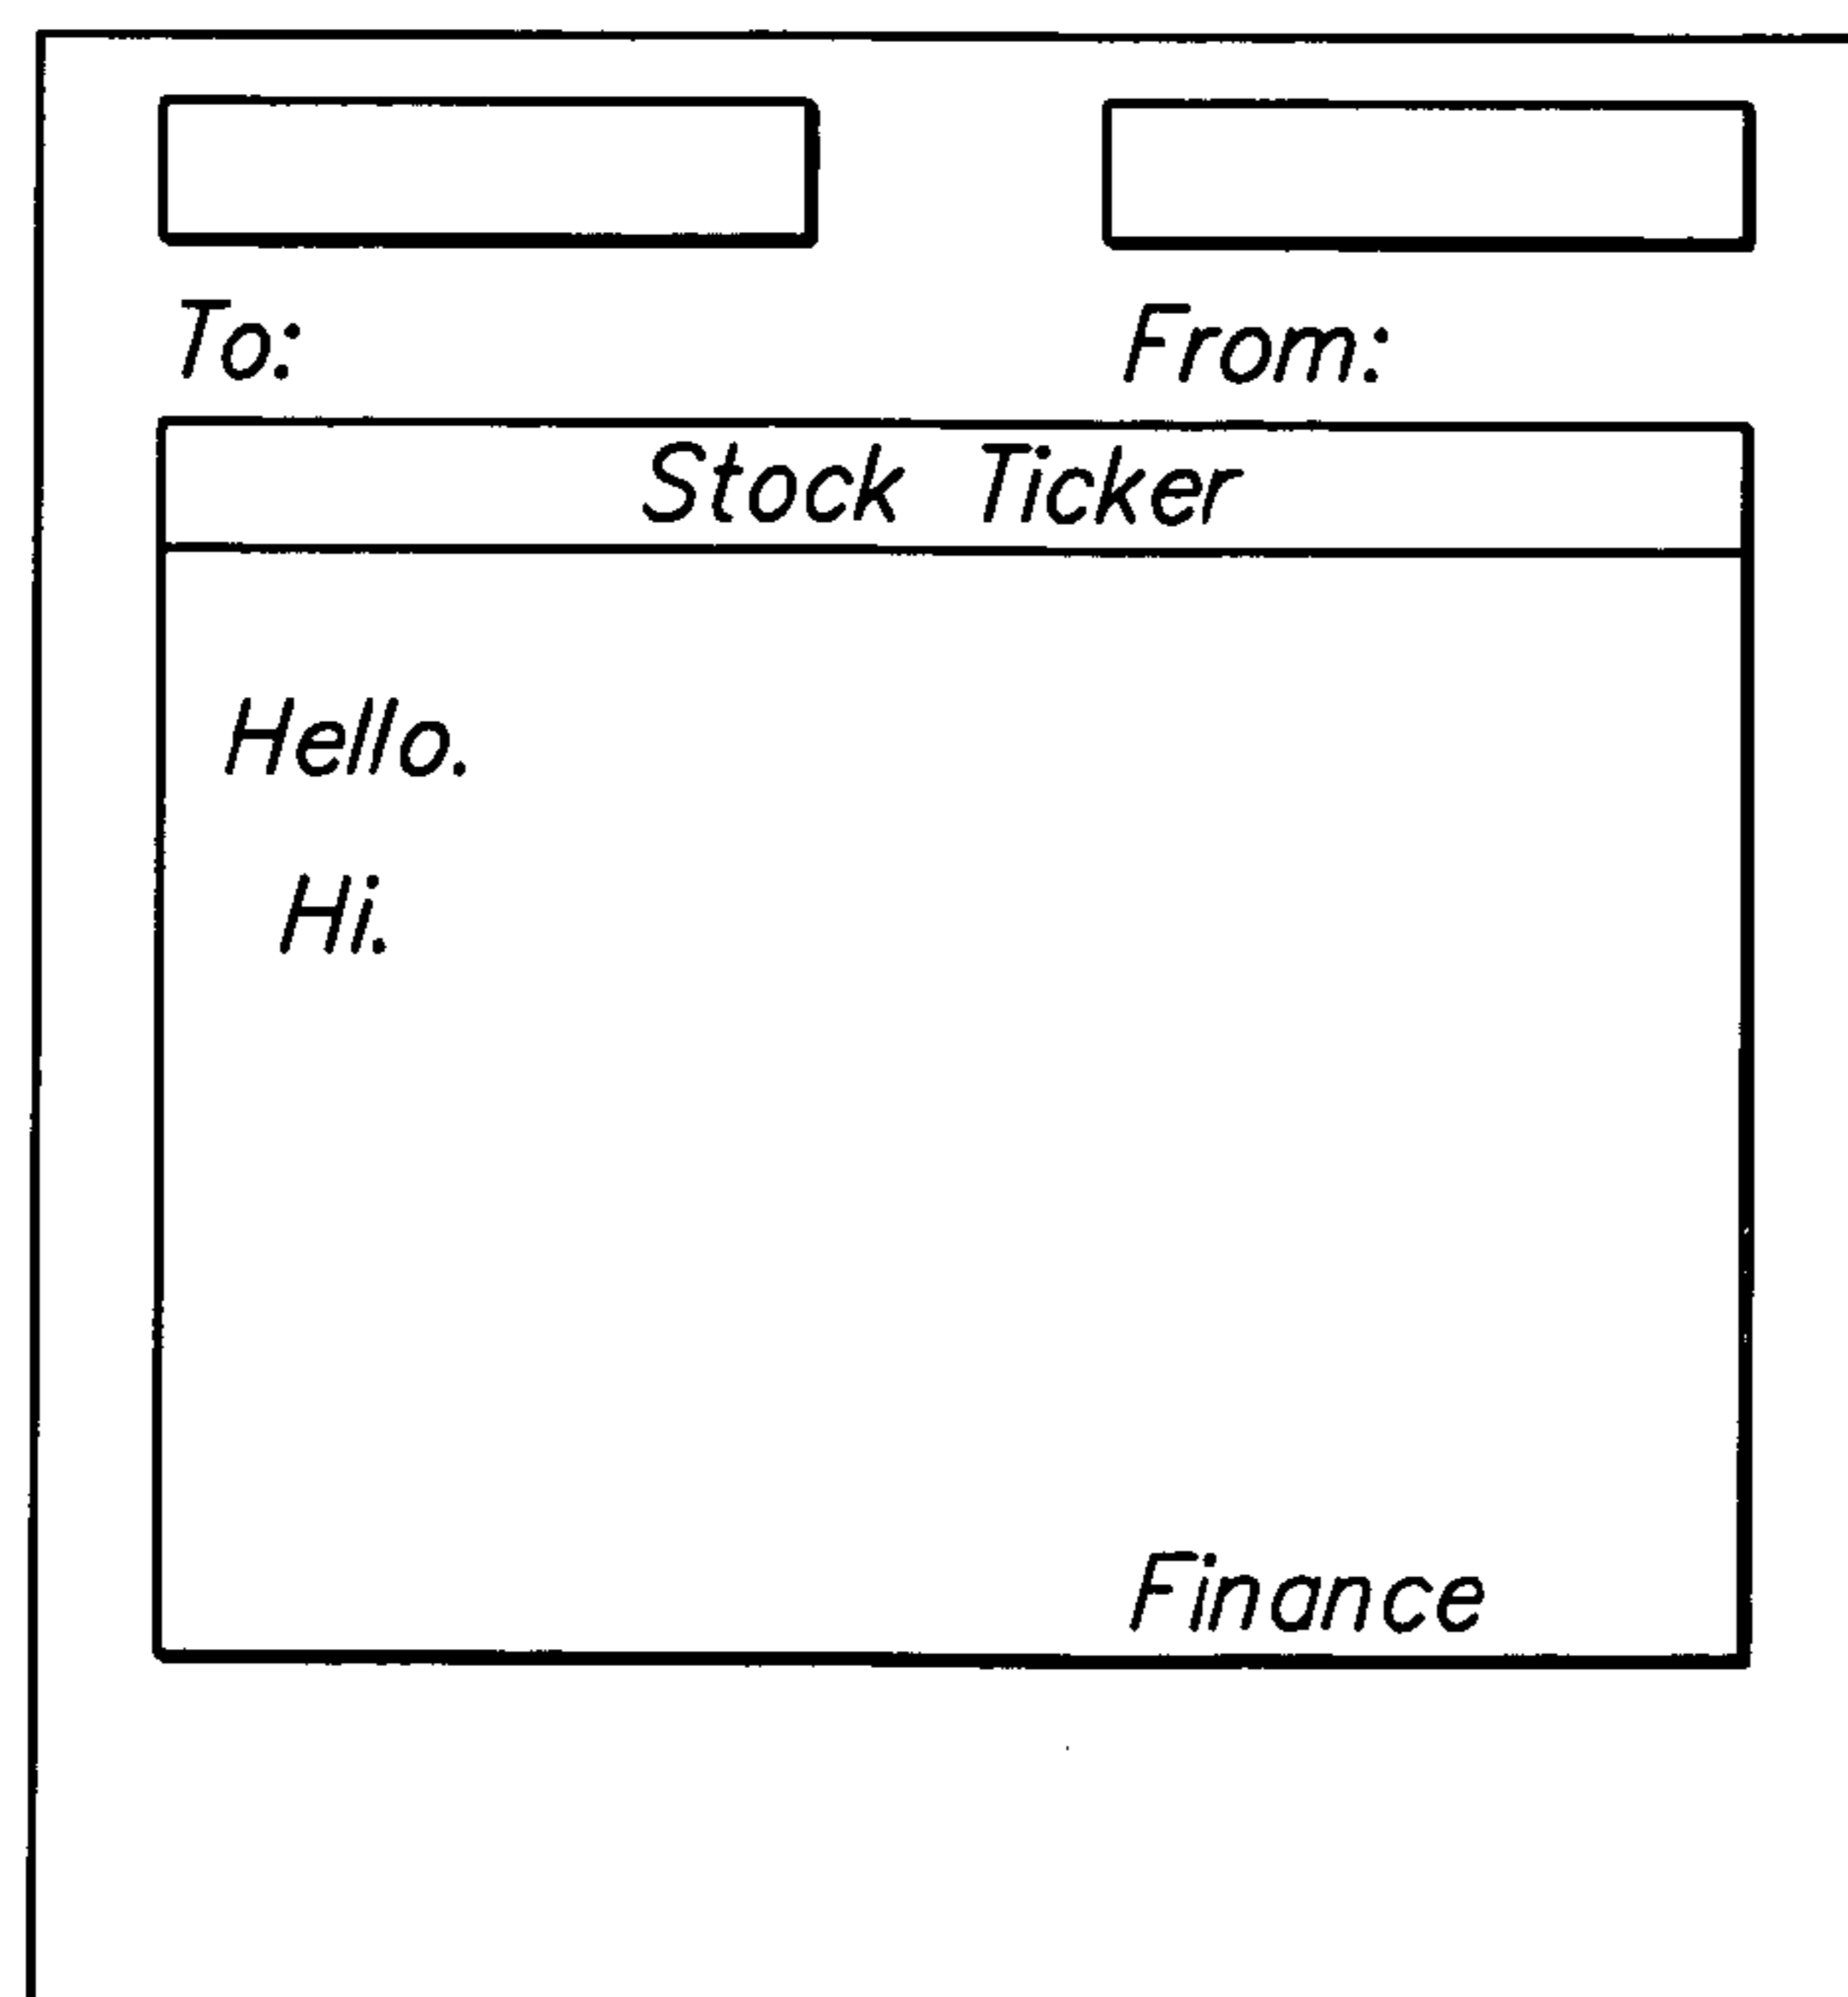 To: From:
Stock Ticker
Hello.
Hi.
Finance